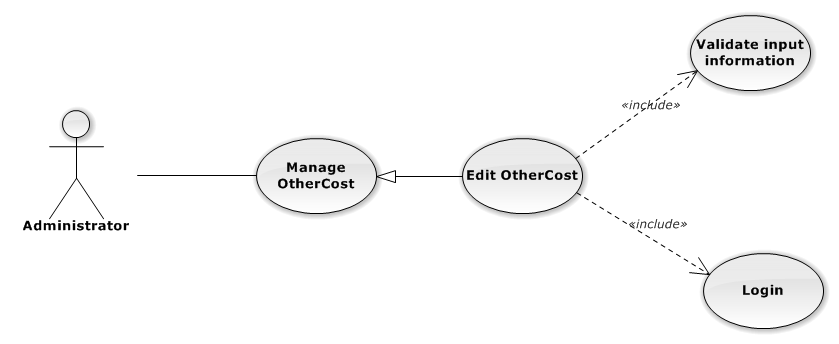 Validate input
information
«include»
Manage
OtherCost
Edit OtherCost
Administrator
«include»
Login